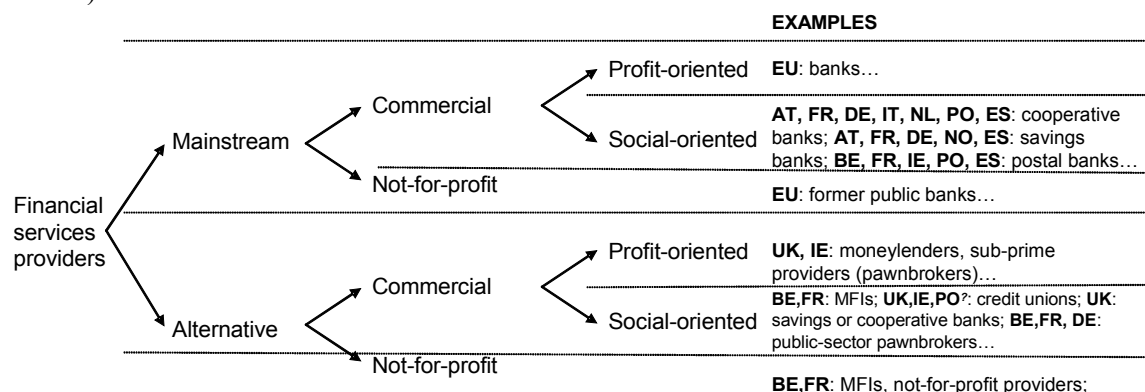 EXAMPLES
Profit-oriented
EU: banks…
Commercial
AT, FR, DE, IT, NL, PO, ES: cooperative
banks; AT, FR, DE, NO, ES: savings
banks; BE, FR, IE, PO, ES: postal banks…
Social-oriented
Mainstream
Not-for-profit
EU: former public banks…
Financial
services
providers
Profit-oriented
UK, IE: moneylenders, sub-prime
providers (pawnbrokers)…
Commercial
BE,FR: MFIs; UK,IE,PO?: credit unions; UK:
savings or cooperative banks; BE,FR, DE:
public-sector pawnbrokers…
Social-oriented
Alternative
Not-for-profit
BE,FR: MFIs, not-for-profit providers;